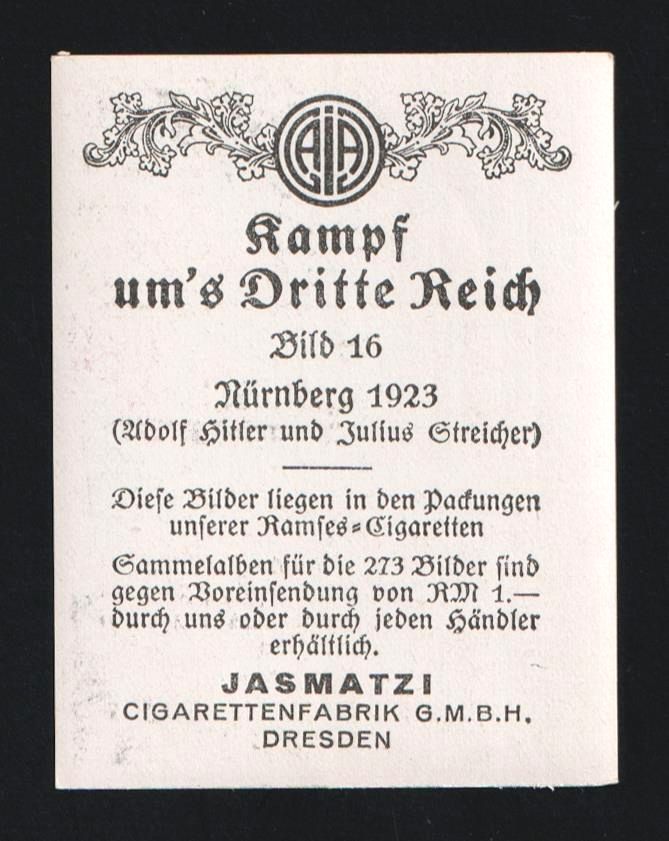 Kampf
um's Dritte Reich
Bild 16
Nürnberg 1923
(Adolf Hitler und Julius Streicher)
Diese Bilder liegen in den Packungen
unserer Ramses-Cigaretten
Sammelalben für die 273 Bilder sind
gegen Voreinsendung von RM 1.—
durch uns oder durch jeden Händler
erhältlich.
JASMATZI
CIGARETTENFABRIK G.M.B.H.
DRESDEN